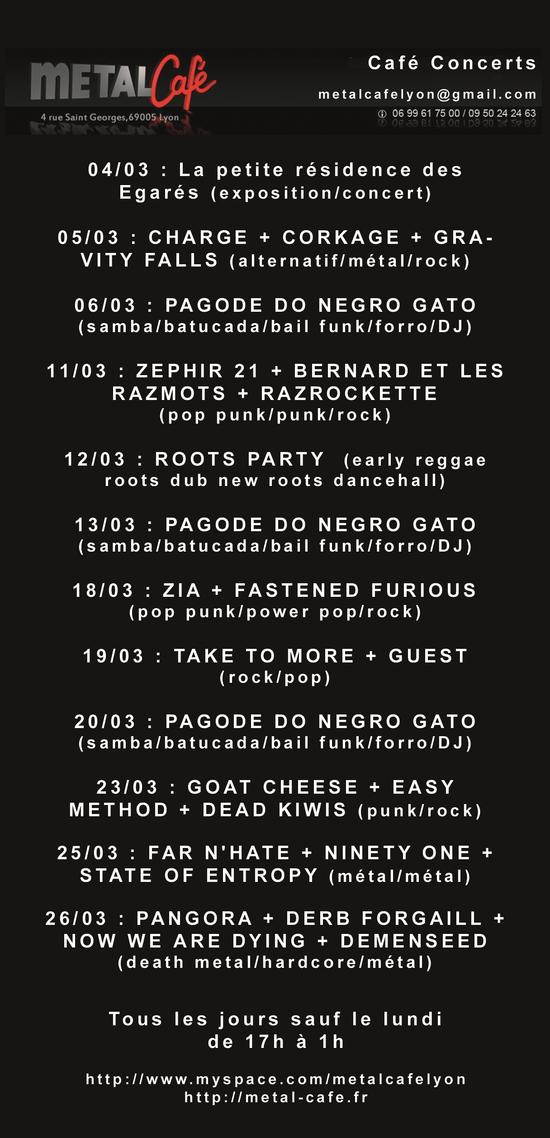 METALCafé
Café Concerts
metalcafelyon@gmail.com
4 rue Saint Georges,69005 Lyon
06 99 61 75 00 / 09 50 24 24 63
04/03 : La petite résidence des
Egarés (exposition/concert)
05/03 : CHARGE + CORKAGE + GRA-
VITY FALLS (alternatif/métal/rock)
06/03 : PAGODE DO NEGRO GATO
(samba/batucada/bail funk/forro/DJ)
11/03 : ZEPHIR 21 + BERNARD ET LES
RAZMOTS + RAZROCKETTE
(pop punk/punk/rock)
12/03 : ROOTS PARTY (early reggae
roots dub new roots dancehall)
13/03 : PAGODE DO NEGRO GATO
(samba/batucada/bail funk/forro/DJ)
18/03 : ZIA + FASTENED FURIOUS
(pop punk/power pop/rock)
19/03 : TAKE TO MORE + GUEST
(rock/pop)
20/03 : PAGODE DO NEGRO GATO
(samba/batucada/bail funk/forro/DJ)
23/03 : GOAT CHEESE + EASY
METHOD + DEAD KIWIS (punk/rock)
25/03 : FAR N'HATE + NINETY ONE +
STATE OF ENTROPY (métal/métal)
26/03 : PANGORA + DERB FORGAILL +
NOW WE ARE DYING + DEMENSEED
(death metal/hardcore/métal)
Tous les jours sauf le lundi
de 17h à 1h
http://www.myspace.com/metalcafelyon
http://metal-cafe.fr